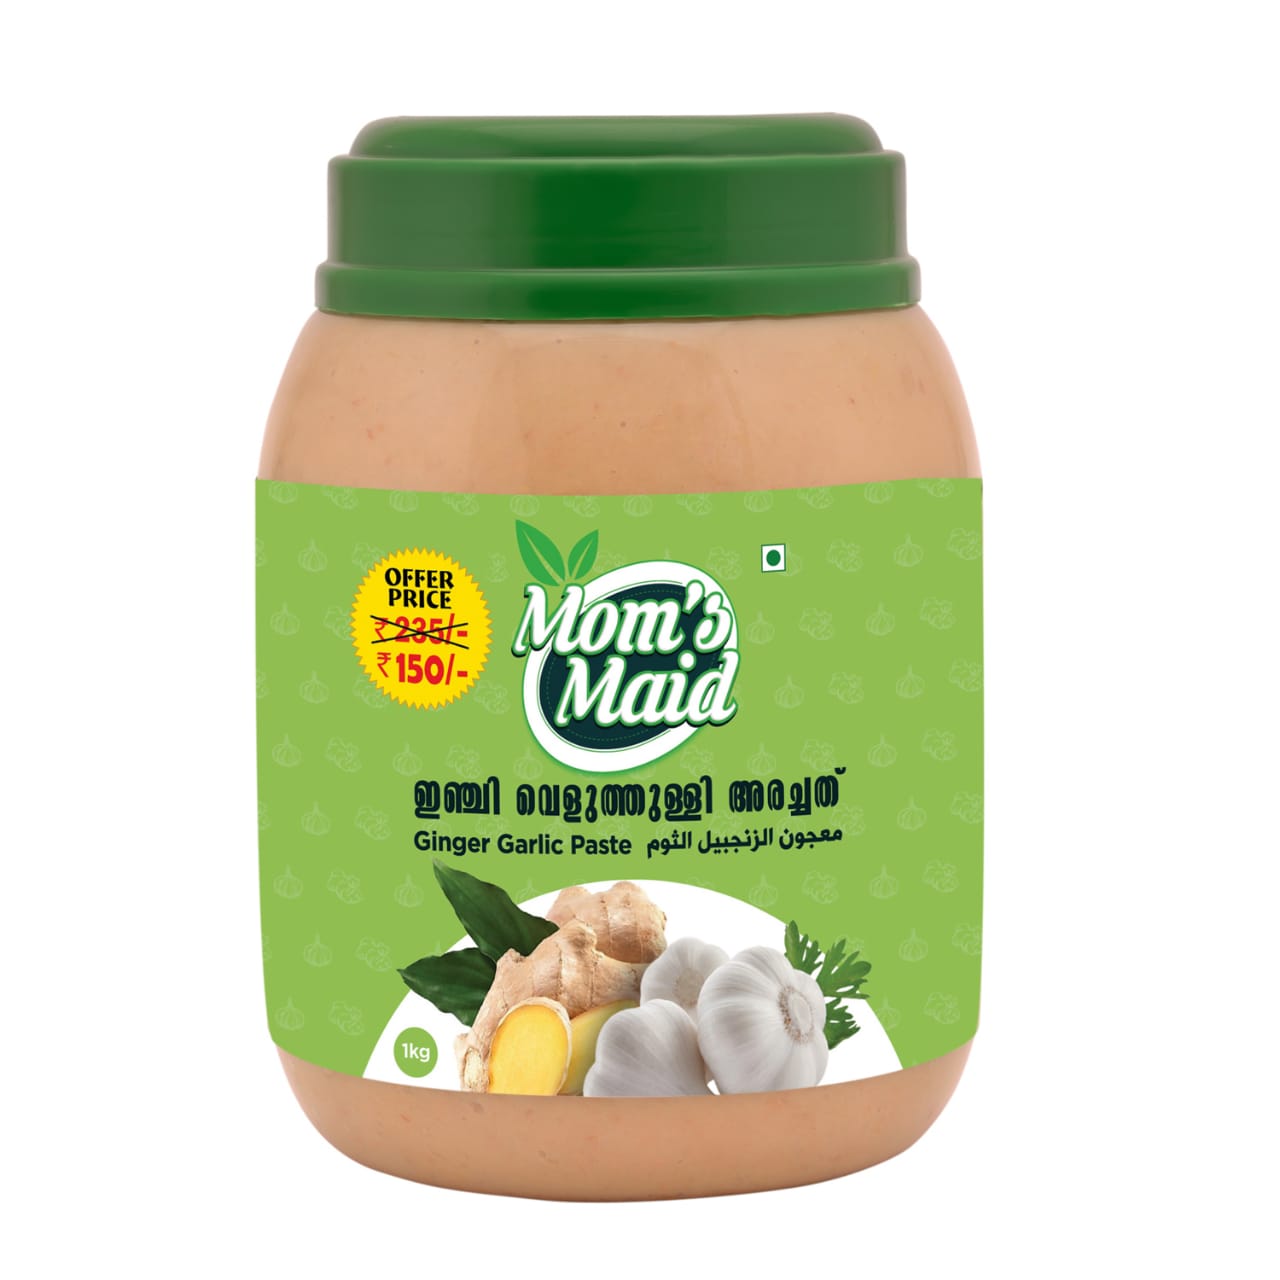 OFFER
PRICE
₹ 235/-
₹ 150/-
Mom's
Maid
ഇഞ്ചി വെളുത്തുള്ളി അരച്ചത്
Ginger Garlic Paste معجون الزنجبيل الثوم
1kg